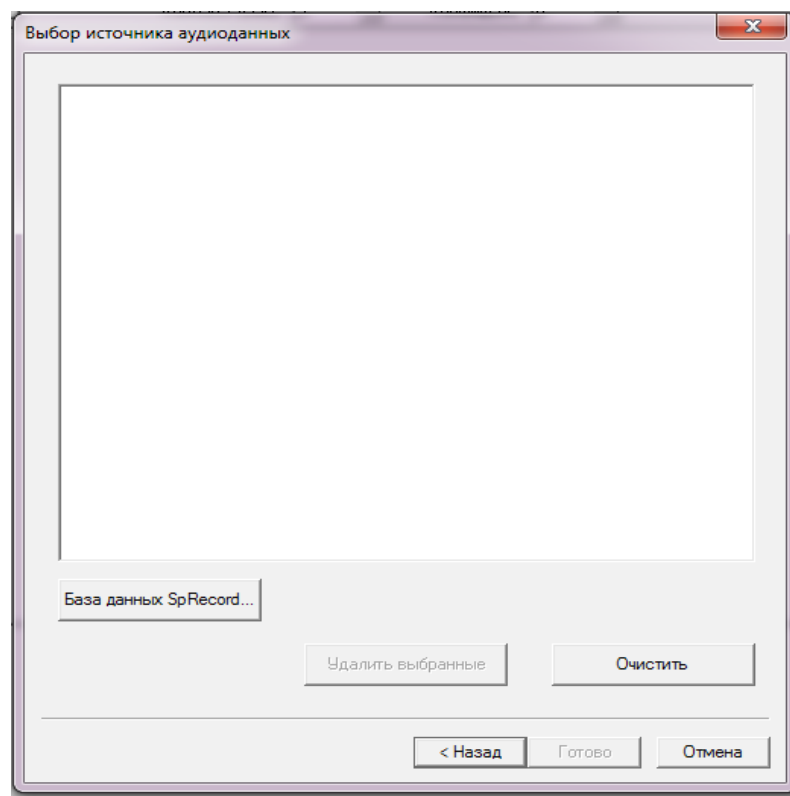 Выбор источника аудиоданных
База данных SpRecord...
Удалить выбранные
Очистить
< Назад
Готово
Отмена